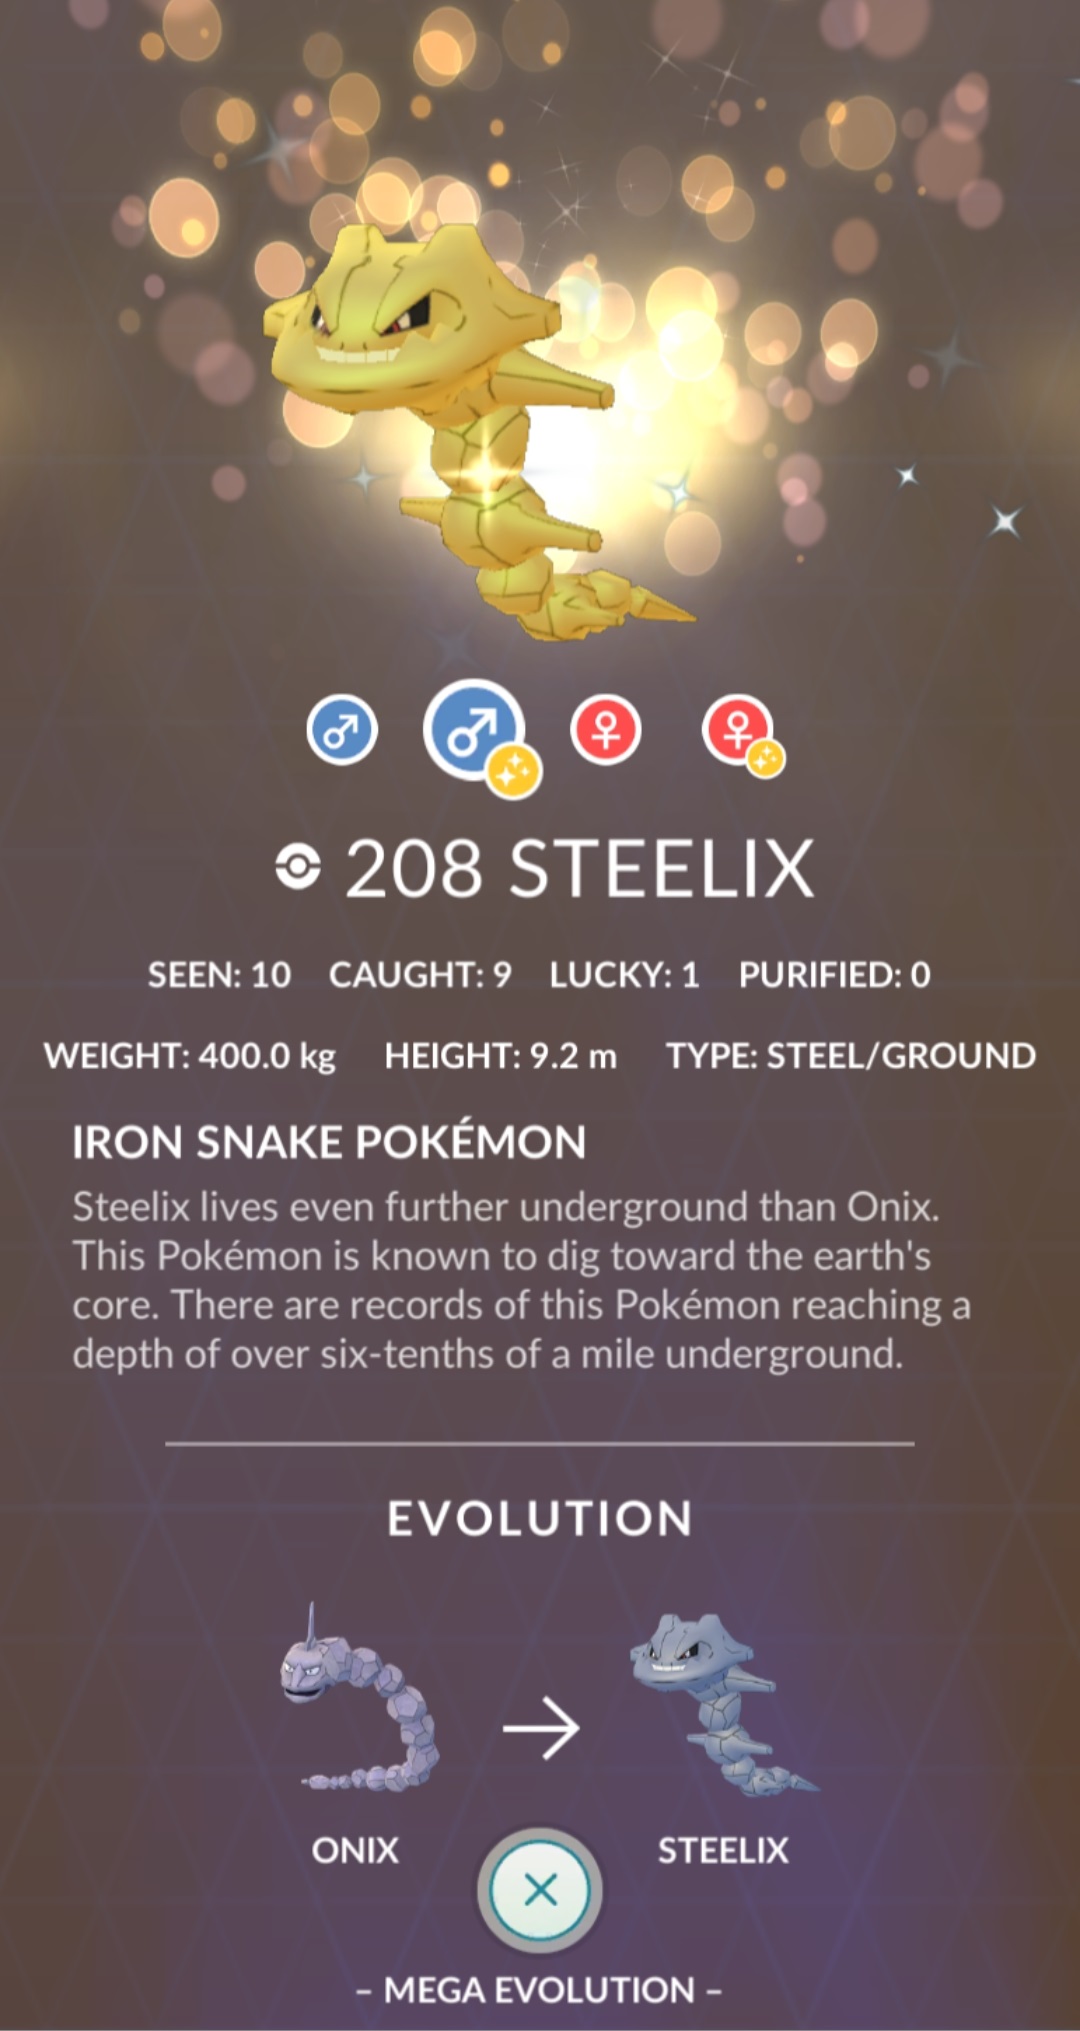 208 STEELIX
SEEN: 10 CAUGHT: 9 LUCKY: 1 PURIFIED: 0
WEIGHT: 400.0 kg HEIGHT: 9.2 m TYPE: STEEL/GROUND
IRON SNAKE POKÉMON
Steelix lives even further underground than Onix.
This Pokémon is known to dig toward the earth's
core. There are records of this Pokémon reaching a
depth of over six-tenths of a mile underground.
EVOLUTION
ONIX STEELIX
– MEGA EVOLUTION –